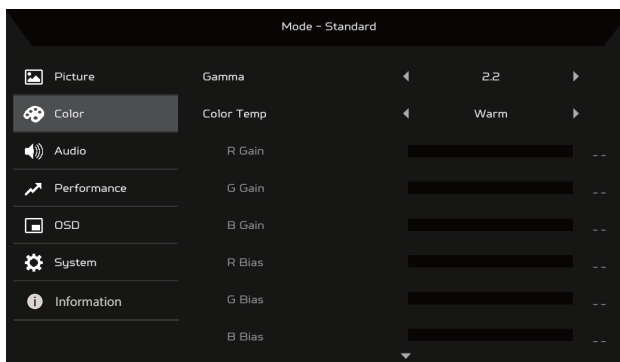 Mode - Standard
Picture
Gamma 2.2
Color
Color Temp Warm
Audio
R Gain --
Performance
G Gain --
OSD
B Gain --
System
R Bias --
Information
G Bias --
B Bias --